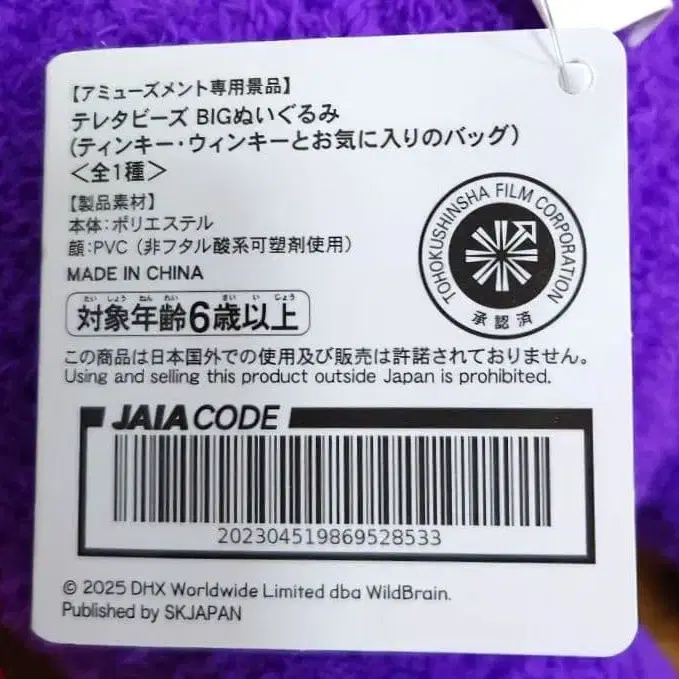 【アミューズメント専用景品】
テレタビーズ BIGぬいぐるみ
(ティンキー・ウィンキーとお気に入りのバッグ)
＜全1種＞
【製品素材】
本体:ポリエステル
顔:PVC (非フタル酸系可塑剤使用)
MADE IN CHINA
TOHOKUSHINSHA FILM CORPORATION
承認済
たいしょうねんれい さいいじょう
対象年齢6歳以上
この商品は日本国外での使用及び販売は許諾されておりません。
Using and selling this product outside Japan is prohibited.
JAIA CODE
202304519869528533
© 2025 DHX Worldwide Limited dba WildBrain.
Published by SKJAPAN